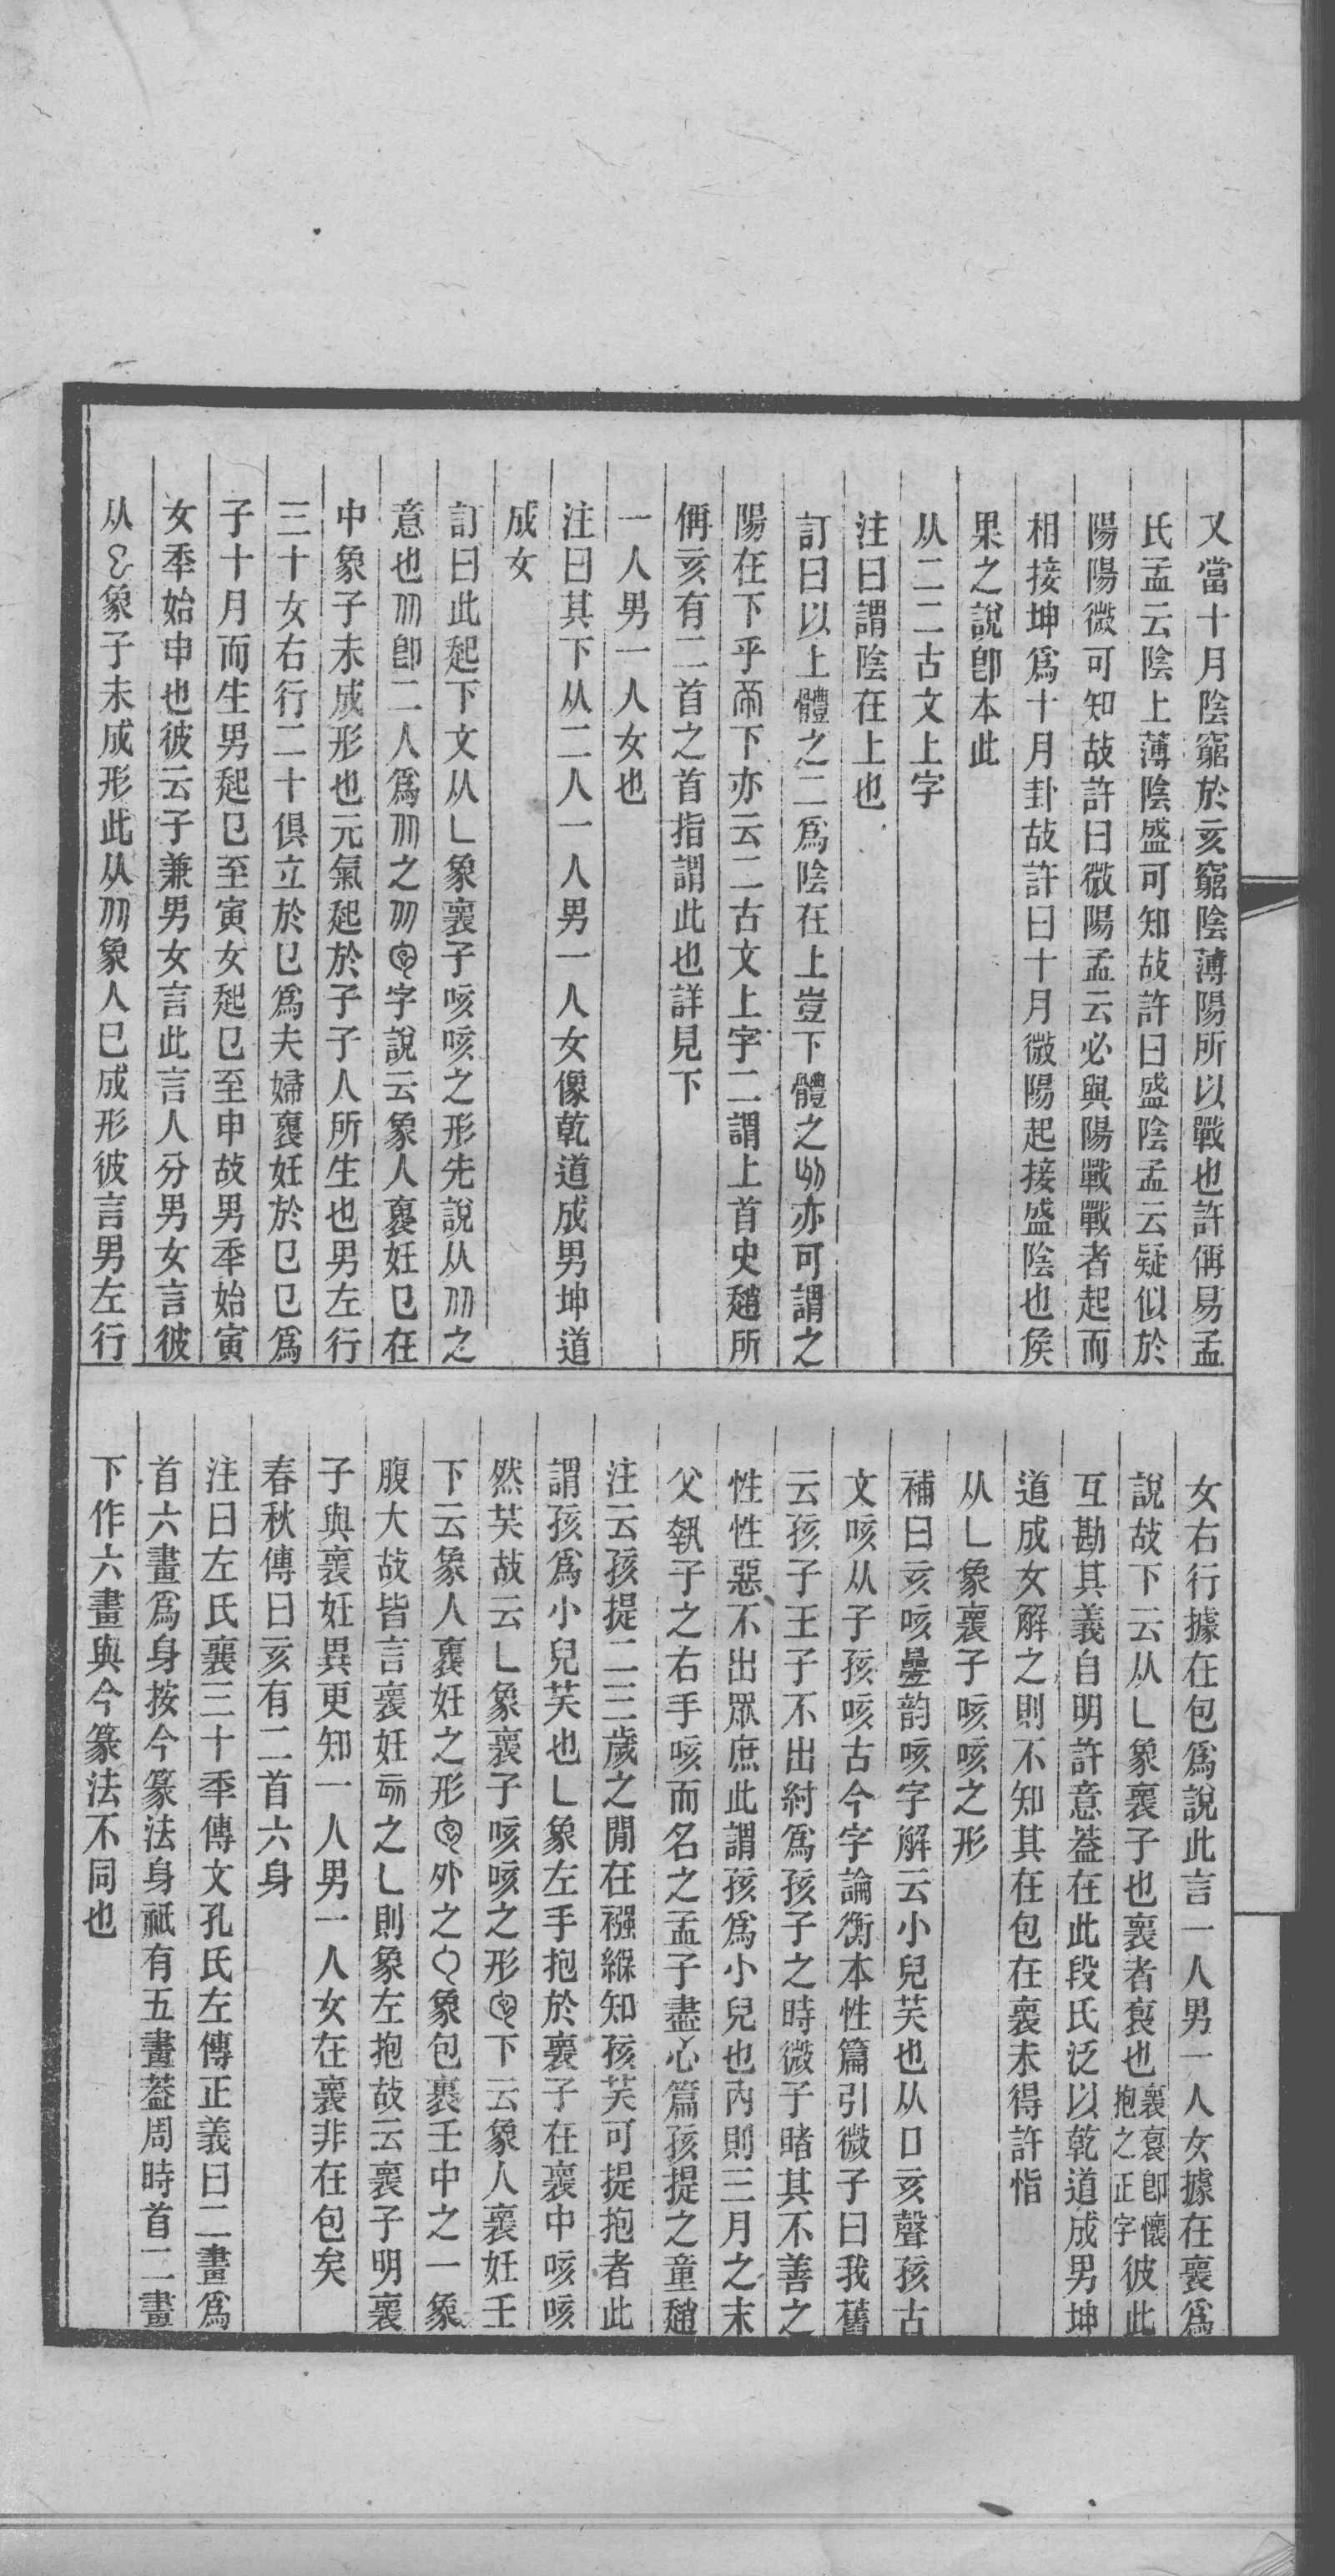 又當十月陰窮於亥窮陰薄陽所以戰也許偁易孟
氏孟云陰上薄陰盛可知故許曰盛陰孟云疑似於
陽陽微可知故許曰微陽孟云必與陽戰戰者起而
相接坤爲十月卦故許曰十月微陽起接盛陰也矦
果之說卽本此
从二二古文上字
注曰謂陰在上也
訂曰以上體之二爲陰在上豈下體之亦可謂之
陽在下乎下亦云二古文上字二謂上首史趙所
偁亥有二首之首指謂此也詳見下
一人男一人女也
注曰其下从二人一人男一人女像乾道成男坤道
成女
訂曰此起下文从乚象褱子咳咳之形先說从之
意也卽二人爲之字說云象人褱妊巳在
中象子未成形也元氣起於子子人所生也男左行
三十女右行二十俱立於巳爲夫婦褱妊於巳巳爲
子十月而生男起巳至寅女起巳至申故男秊始寅
女秊始申也彼云子兼男女言此言人分男女言彼
从象子未成形此从象人巳成形彼言男左行
女右行據在包爲說此言一人男一人女據在褱爲
說故下云从乚象褱子也褱者袌也褱袌卽懷抱之正字彼此
互勘其義自明許意葢在此段氏泛以乾道成男坤
道成女解之則不知其在包在褱未得許恉
从乚象褱子咳咳之形
補曰亥咳曡韵咳字解云小兒笑也从口亥聲孩古
文咳从子孩咳古今字論衡本性篇引微子曰我舊
云孩子王子不出紂爲孩子之時微子睹其不善之
性性惡不出眾庶此謂孩爲小兒也內則三月之末
父執子之右手咳而名之孟子盡心篇孩提之童趙
注云孩提二三歲之閒在襁緥知孩笑可提抱者此
謂孩爲小兒笑也乚象左手抱於褱子在褱中咳咳
然笑故云乚象褱子咳咳之形下云象人褱妊壬
下云象人褱妊之形外之象包裹壬中之一象
腹大故皆言褱妊之乚則象左抱故云褱子明褱
子與褱妊異更知一人男一人女在褱非在包矣
春秋傳曰亥有二首六身
注曰左氏襄三十秊傳文孔氏左傳正義曰二畫爲
首六畫爲身按今篆法身祇有五畫葢周時首二畫
下作六畫與今篆法不同也